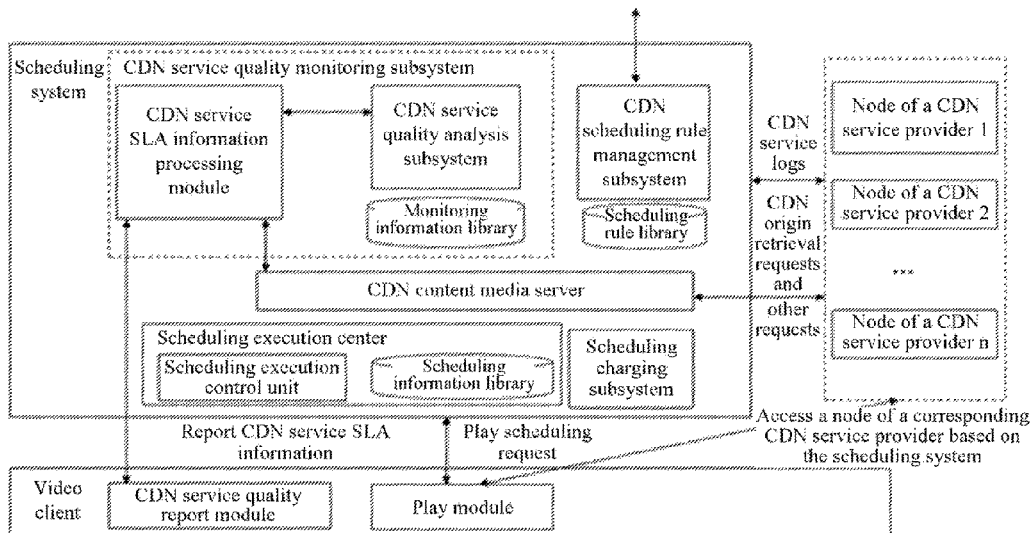 Scheduling
system
CDN service quality monitoring subsystem
CDN service
SLA information
processing
module
CDN service
quality analysis
subsystem
Monitoring
information library
CDN
scheduling rule
management
subsystem
Scheduling
rule library
CDN content media server
Scheduling execution center
Scheduling execution
control unit
Scheduling
information library
Scheduling
charging
subsystem
CDN
service
logs
CDN
origin
retrieval
requests
and
other
requests
Node of a CDN
service provider 1
Node of a CDN
service provider 2
...
Node of a CDN
service provider n
Report CDN service SLA
information
Play scheduling
request
Access a node of a corresponding
CDN service provider based on
the scheduling system
Video
client
CDN service quality
report module
Play module